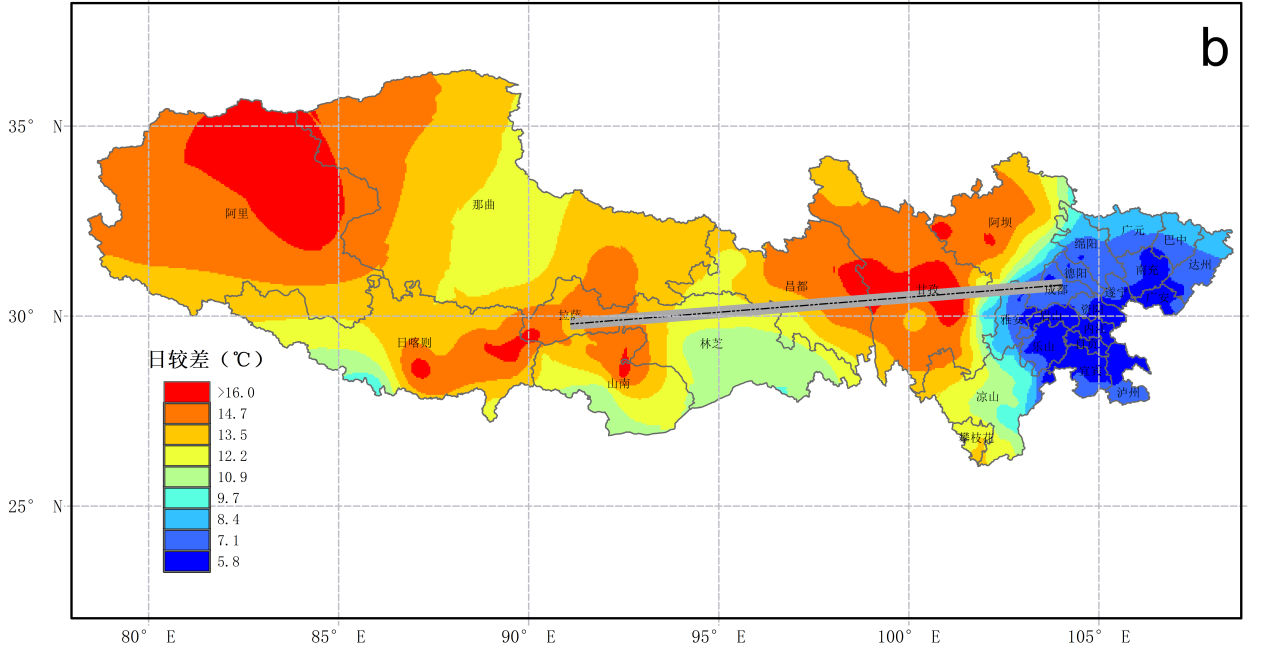 b
35° N
30° N
25° N
阿里
那曲
阿坝
广元
巴中
绵阳
达州
德阳
南充
昌都
甘孜
成都
遂宁
拉萨
雅安
日喀则
林芝
山南
凉山
泸州
攀枝花
日较差(℃)
>16.0
14.7
13.5
12.2
10.9
9.7
8.4
7.1
5.8
80° E
85° E
90° E
95° E
100° E
105° E